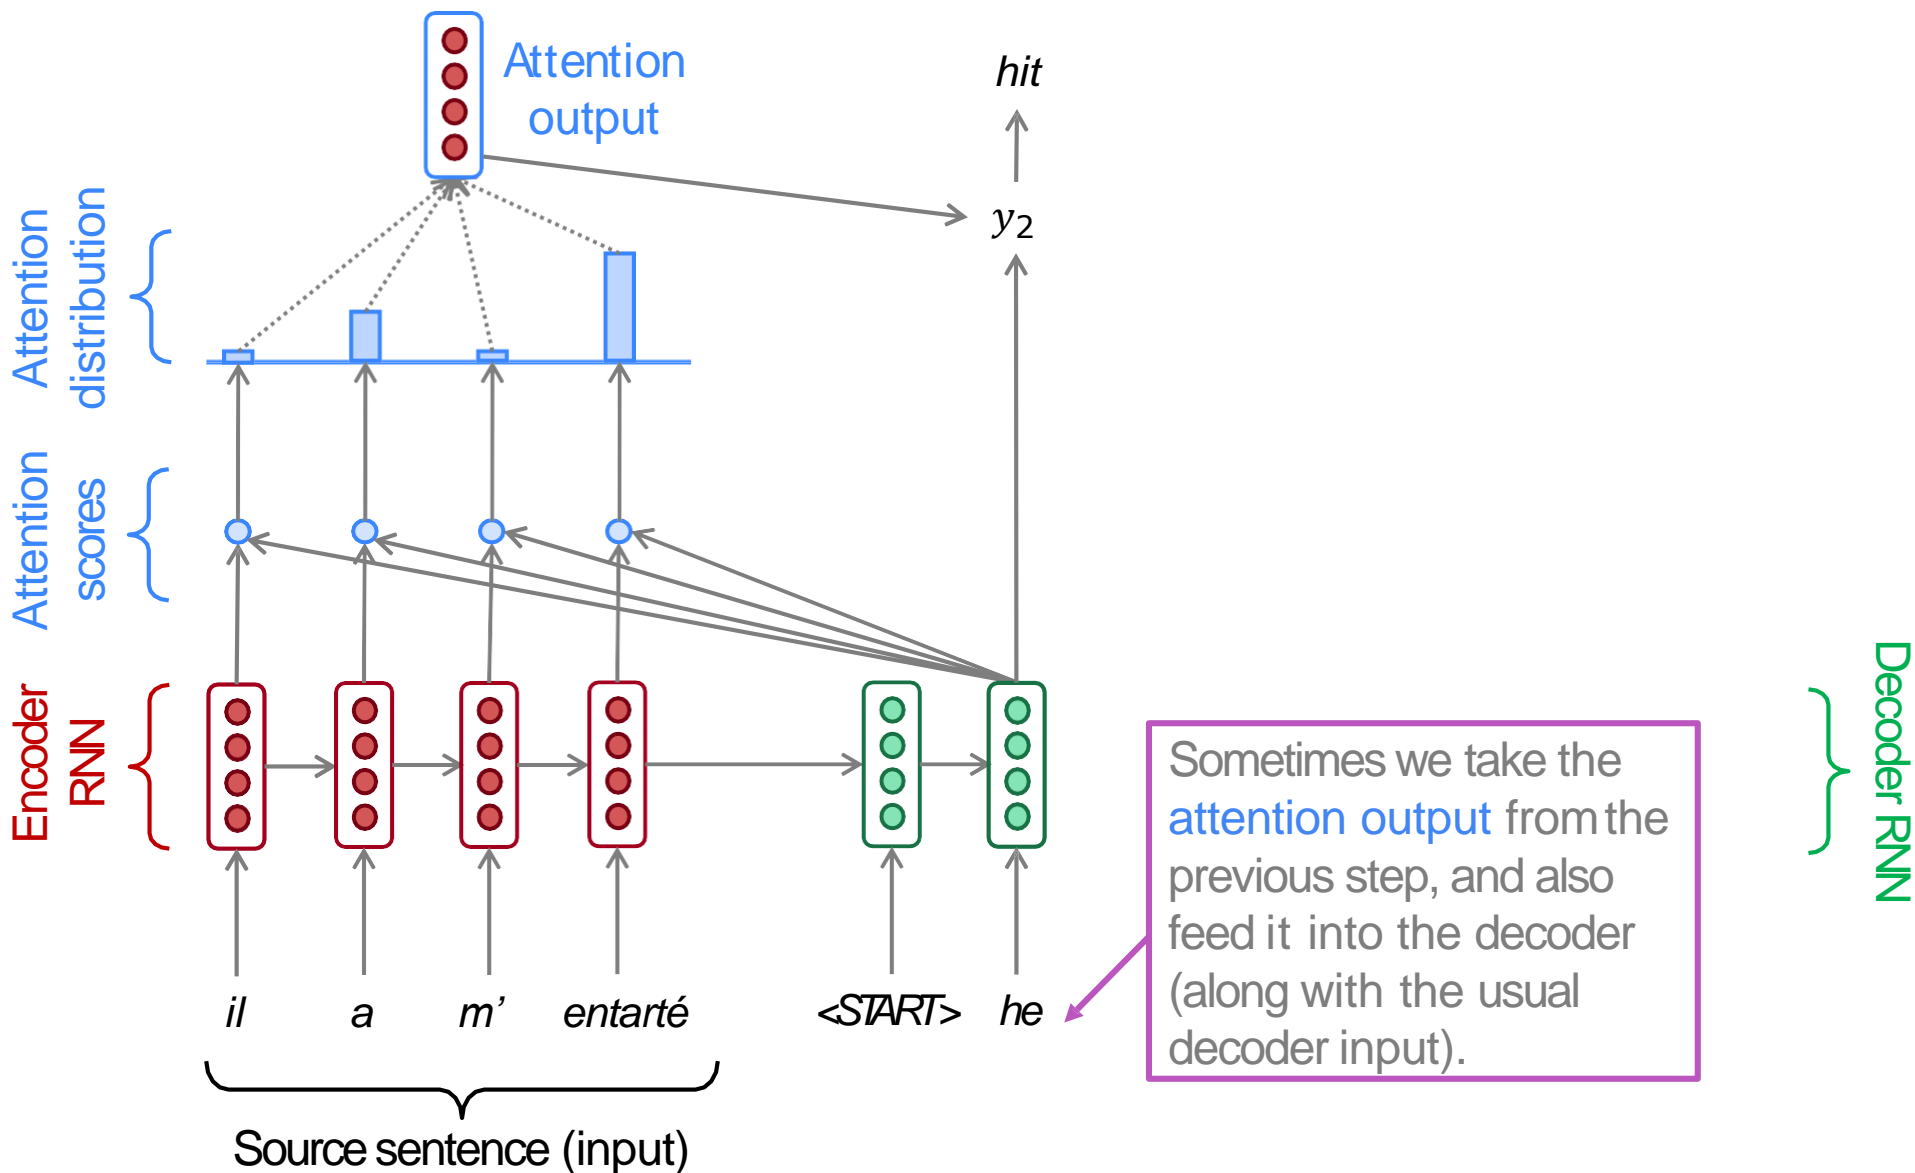 Attention
output
hit
y₂
Attention
distribution
Attention
scores
Encoder
RNN
Decoder RNN
Sometimes we take the
attention output from the
previous step, and also
feed it into the decoder
(along with the usual
decoder input).
il a m’ entarté <START> he
Source sentence (input)